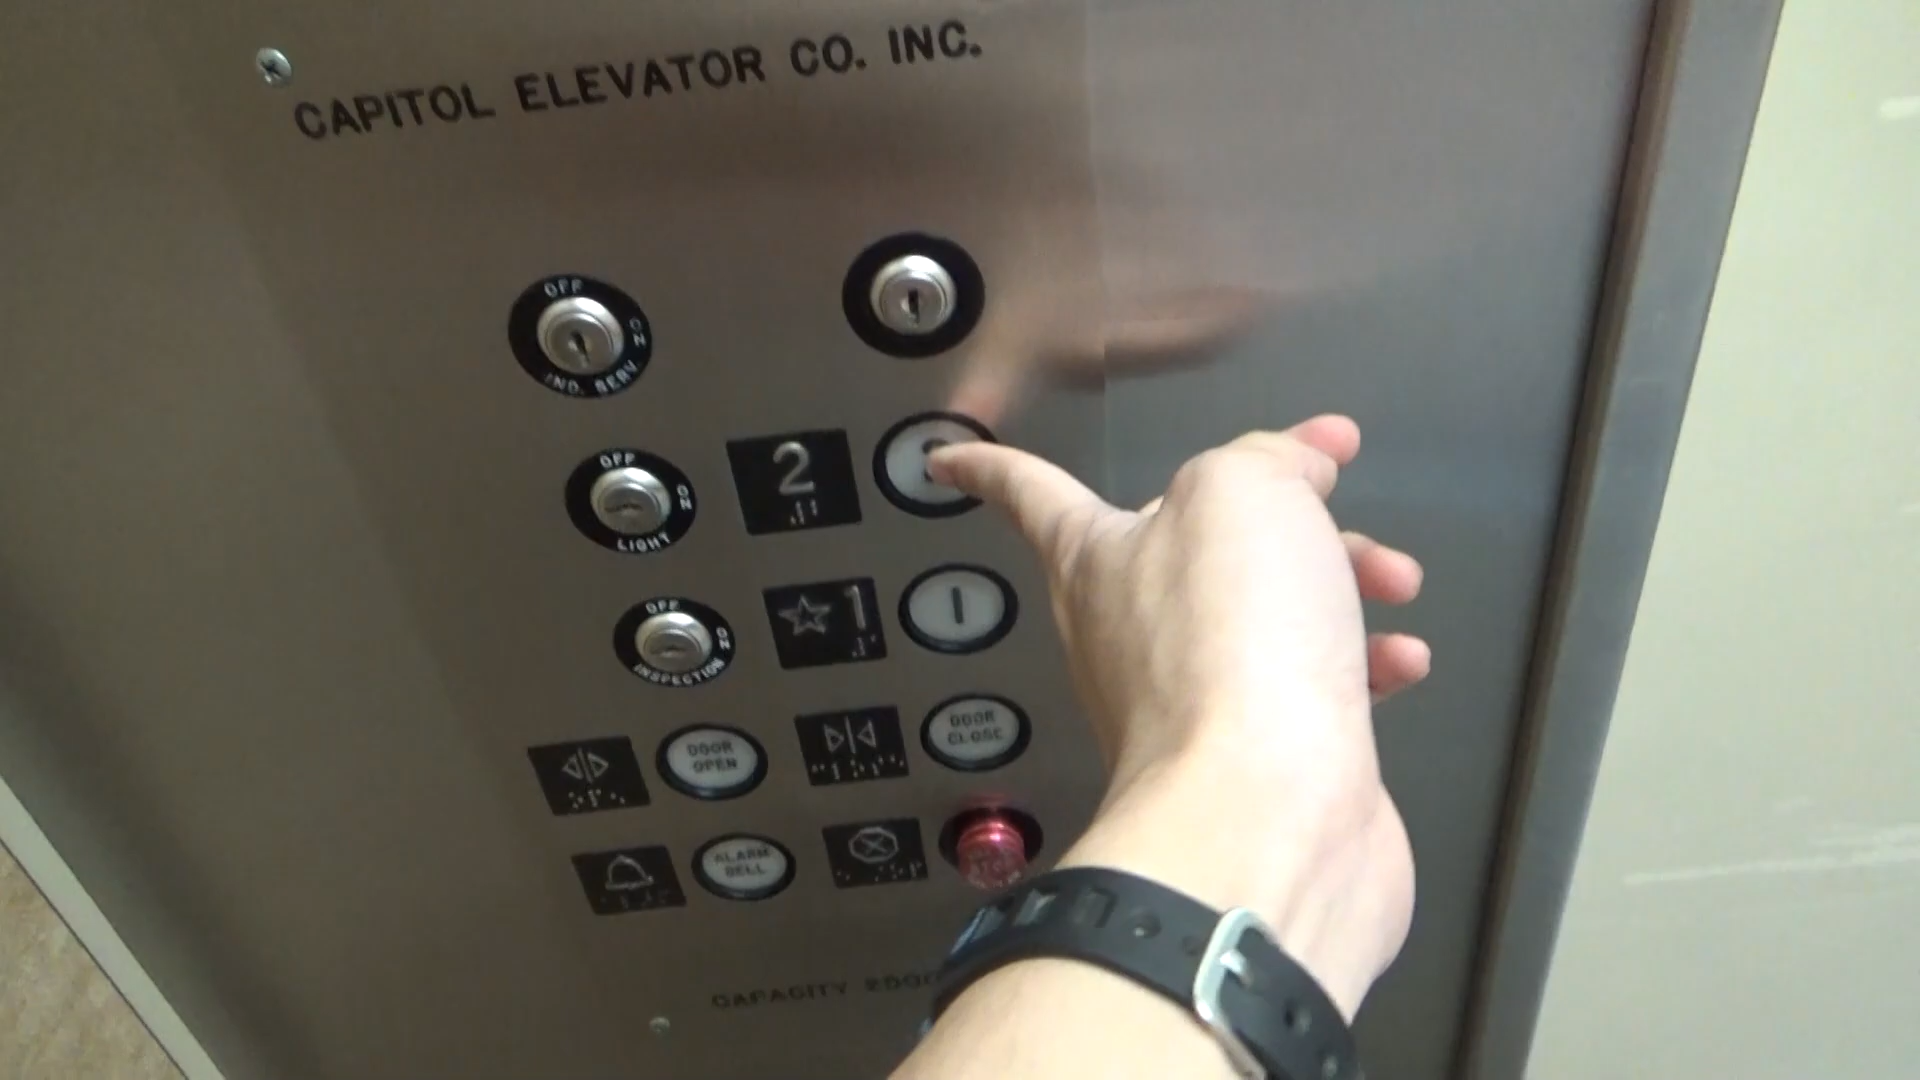 CAPITOL ELEVATOR CO. INC.
OFF
ON
IND. SERV.
OFF
ON
LIGHT
2
OFF
ON
INSPECTION
1
1
DOOR OPEN
DOOR CLOSE
ALARM BELL
CAPACITY